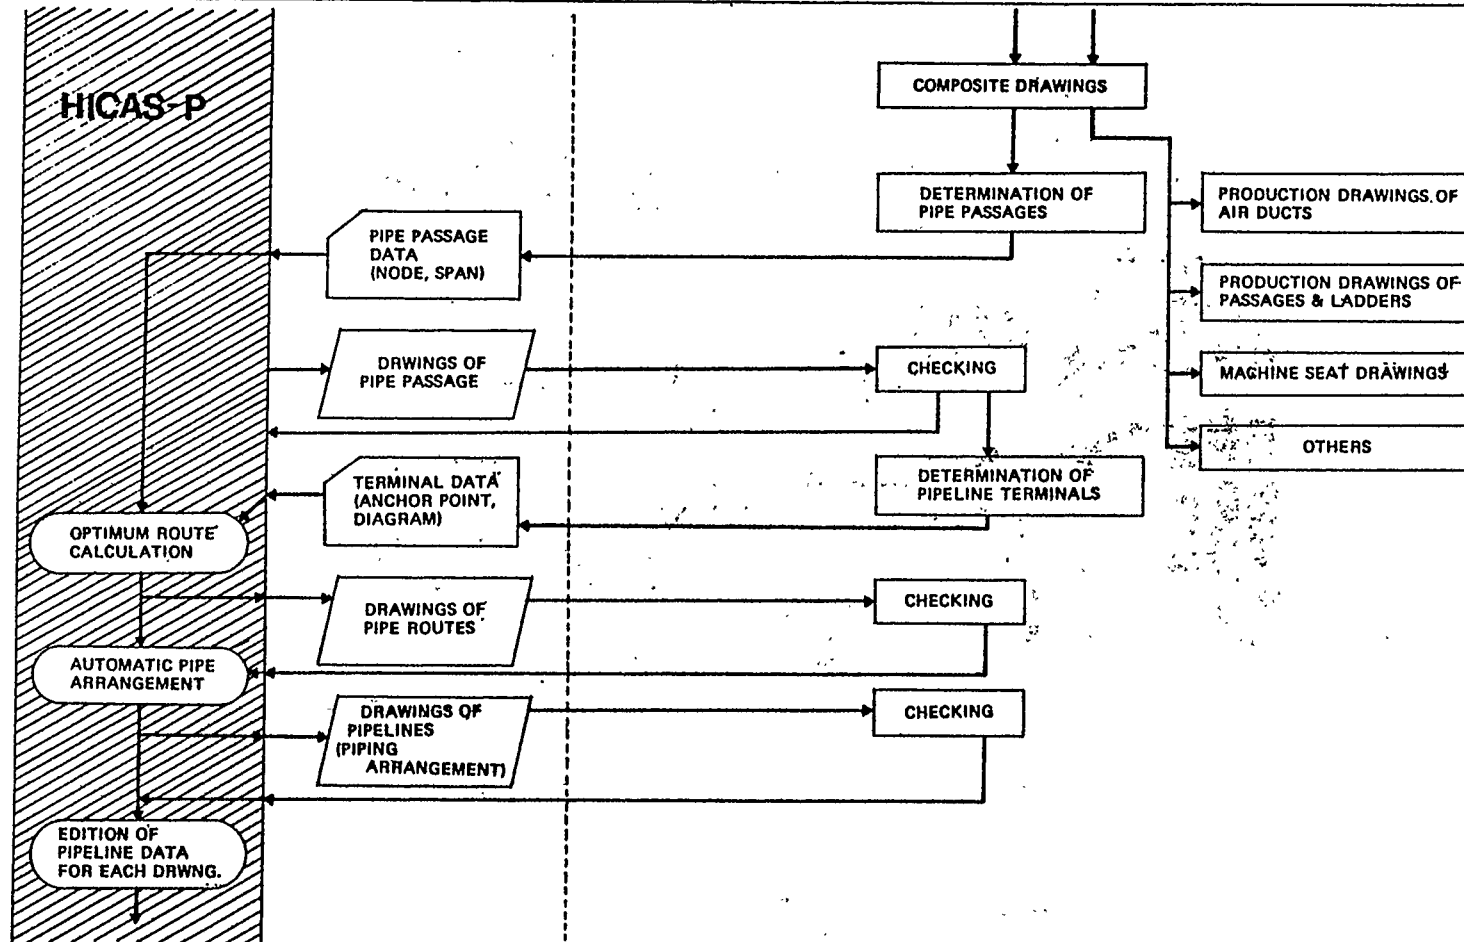 HICAS-P
COMPOSITE DRAWINGS
DETERMINATION OF
PIPE PASSAGES
PRODUCTION DRAWINGS OF
AIR DUCTS
PIPE PASSAGE
DATA
(NODE, SPAN)
PRODUCTION DRAWINGS OF
PASSAGES & LADDERS
DRWINGS OF
PIPE PASSAGE
CHECKING
MACHINE SEAT DRAWINGS
OTHERS
TERMINAL DATA
(ANCHOR POINT,
DIAGRAM)
DETERMINATION OF
PIPELINE TERMINALS
OPTIMUM ROUTE
CALCULATION
DRAWINGS OF
PIPE ROUTES
CHECKING
AUTOMATIC PIPE
ARRANGEMENT
DRAWINGS OF
PIPELINES
(PIPING
ARRANGEMENT)
CHECKING
EDITION OF
PIPELINE DATA
FOR EACH DRWNG.